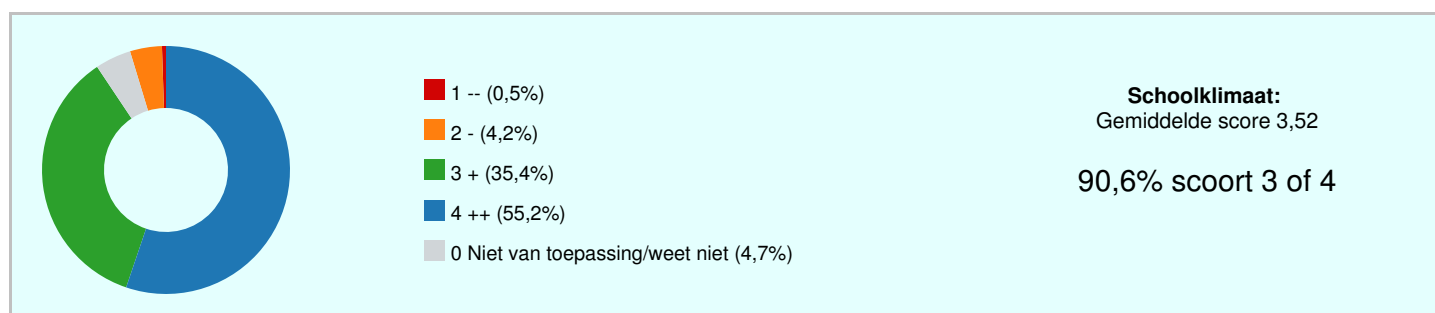 1 -- (0,5%)
2 - (4,2%)
3 + (35,4%)
4 ++ (55,2%)
0 Niet van toepassing/weet niet (4,7%)
Schoolklimaat:
Gemiddelde score 3,52
90,6% scoort 3 of 4